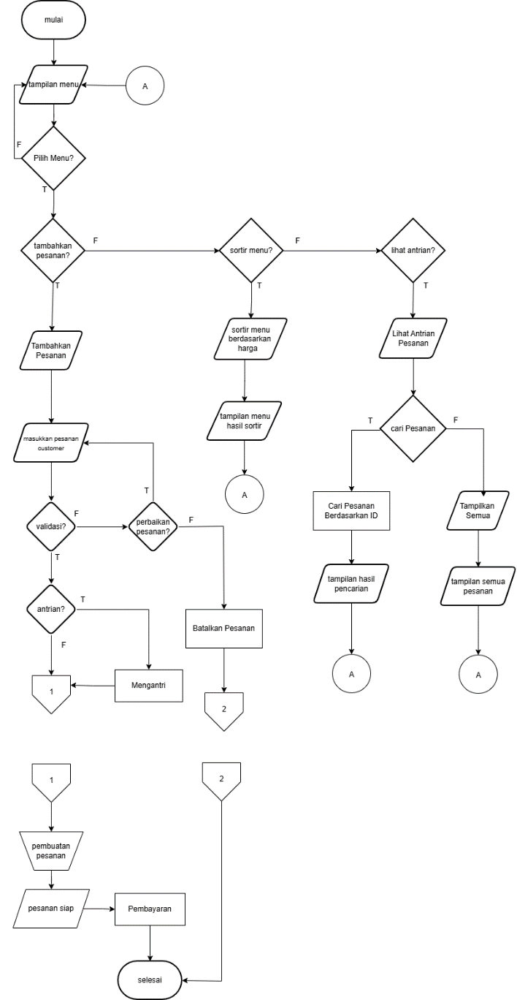 mulai
tampilan menu
A
F
Pilih Menu?
T
tambahkan
pesanan?
F
sortir menu?
F
lihat antrian?
T
T
T
Tambahkan
Pesanan
sortir menu
berdasarkan
harga
Lihat Antrian
Pesanan
tampilan menu
hasil sortir
T
cari Pesanan
F
masukkan pesanan
customer
A
T
Cari Pesanan
Berdasarkan ID
Tampilkan
Semua
validasi?
F
perbaikan
pesanan?
F
T
tampilan hasil
pencarian
tampilan semua
pesanan
antrian?
T
Batalkan Pesanan
F
A
A
1
Mengantri
2
1
2
pembuatan
pesanan
pesanan siap
Pembayaran
selesai